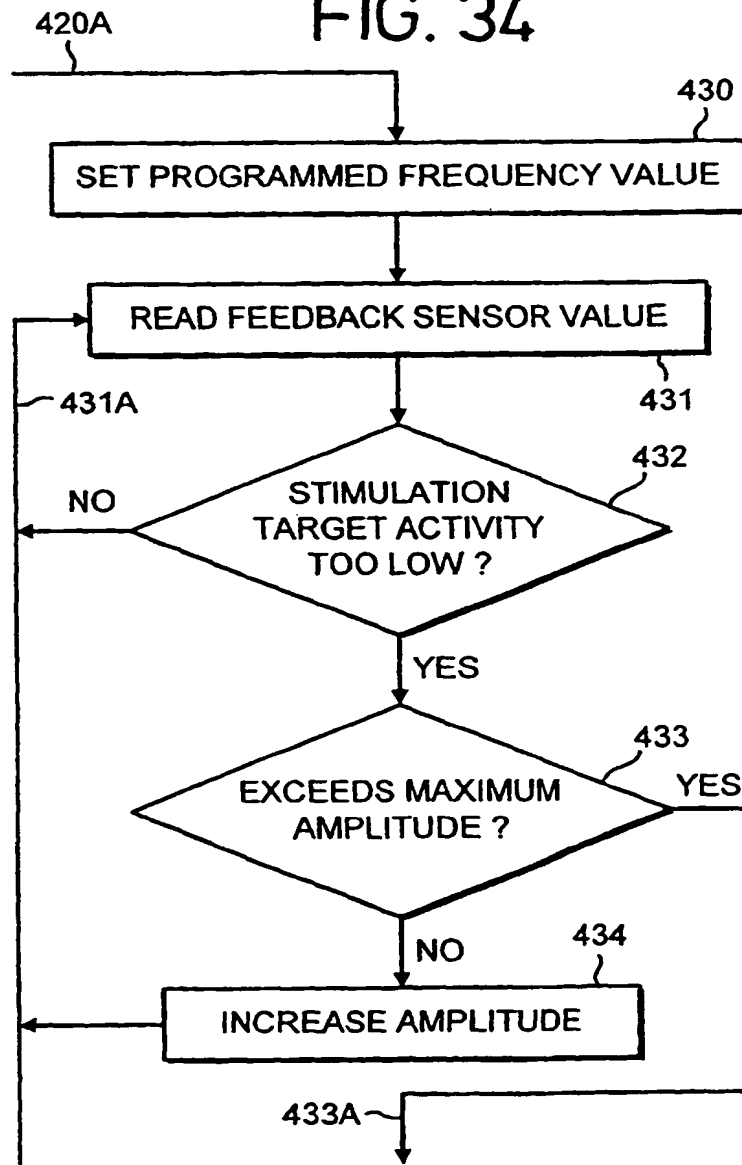 FIG. 34
420A
430
SET PROGRAMMED FREQUENCY VALUE
READ FEEDBACK SENSOR VALUE
431A
431
432
NO
STIMULATION
TARGET ACTIVITY
TOO LOW ?
YES
433
YES
EXCEEDS MAXIMUM
AMPLITUDE ?
NO
434
INCREASE AMPLITUDE
433A